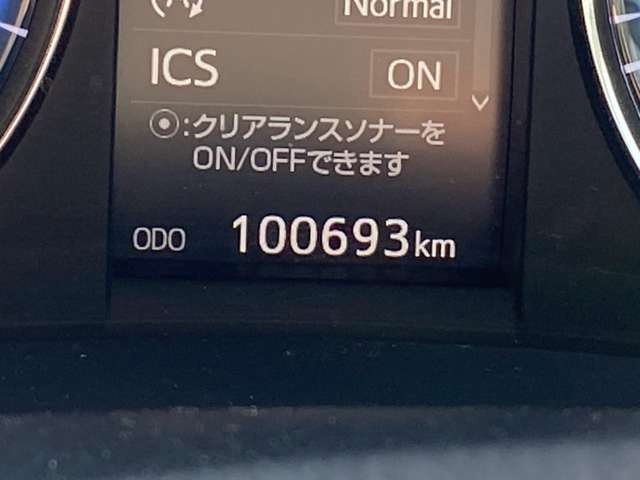 Normal
ICS ON
⦿:クリアランスソナーを
ON/OFFできます
ODO 100693km